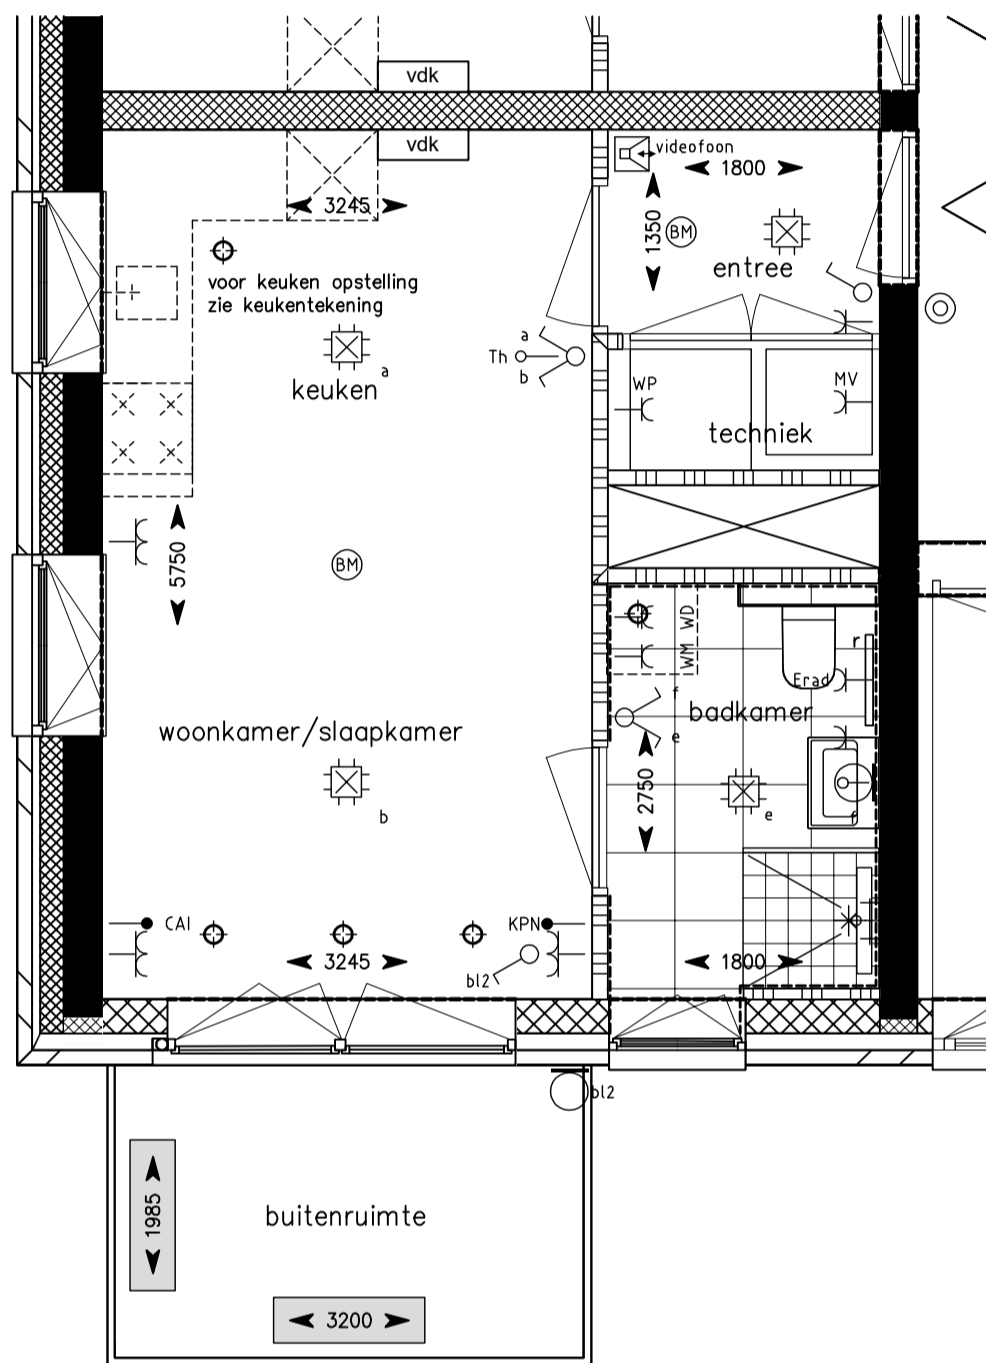 vdk
vdk
videofoon
3245
1800
1350
BM
entree
voor keuken opstelling
zie keukentekening
a
keuken
Th
a
b
WP
MV
techniek
5750
BM
WM WD
r
Erad
f
e
badkamer
woonkamer/slaapkamer
b
2750
e
f
CAI
KPN
bl2
3245
1800
bl2
1985
buitenruimte
3200